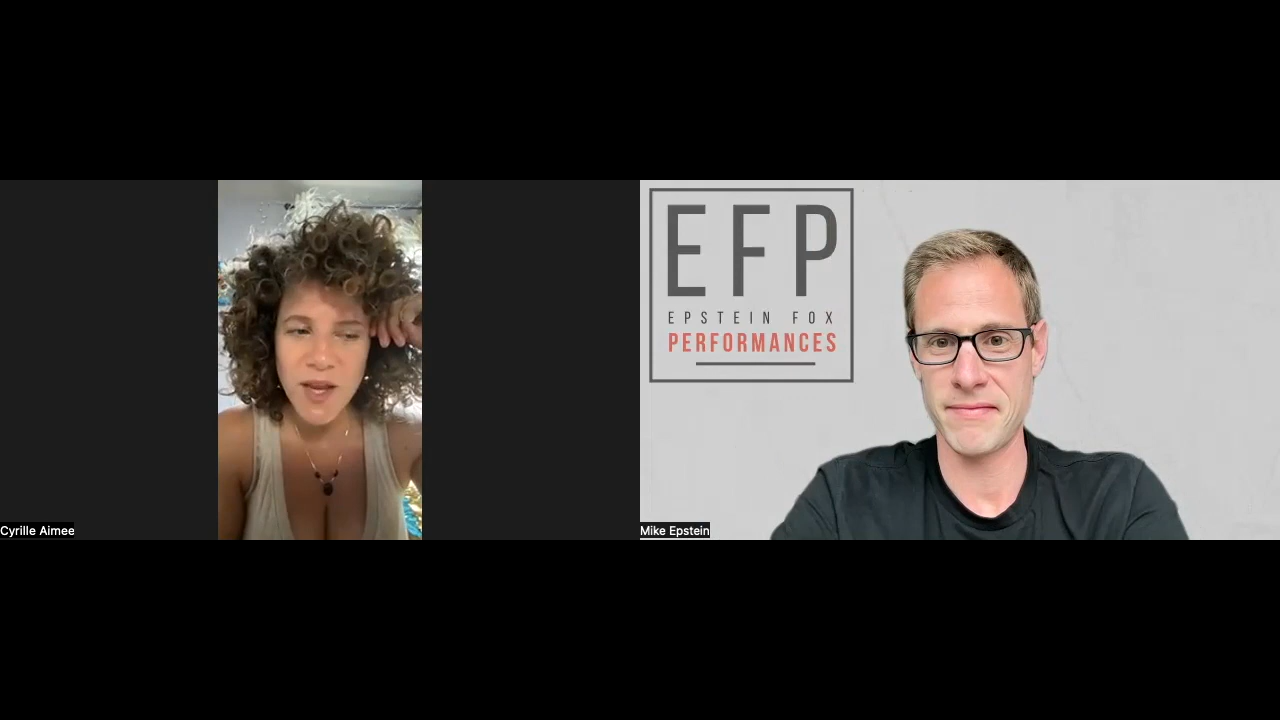 EFP
EPSTEIN FOX
PERFORMANCES
Cyrille Aimee
Mike Epstein